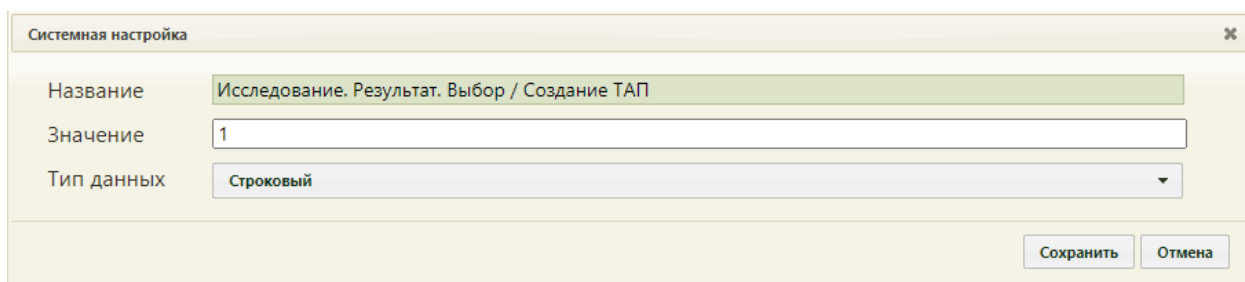 Системная настройка
Название Исследование. Результат. Выбор / Создание ТАП
Значение 1
Тип данных Строковый
Сохранить Отмена